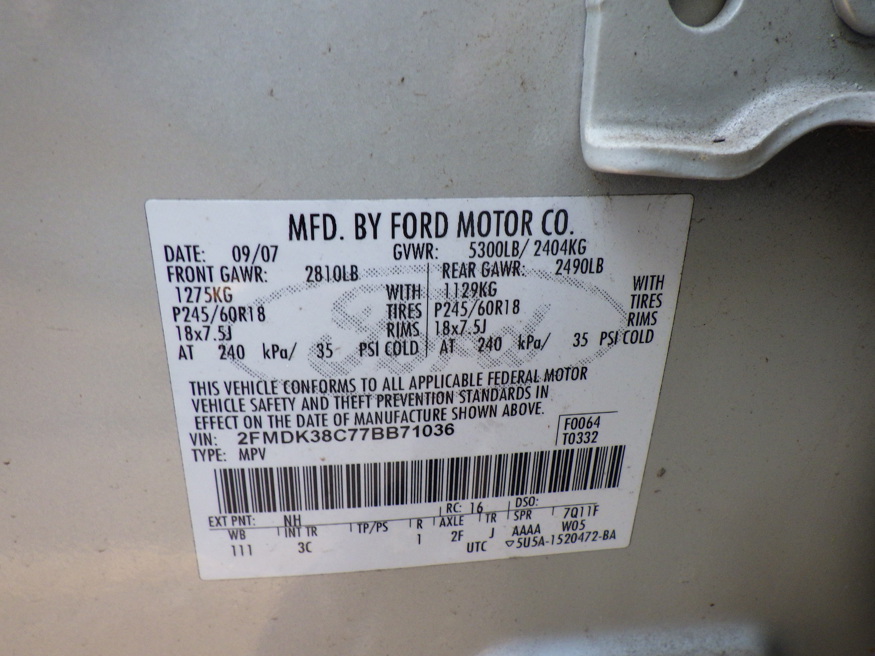 MFD. BY FORD MOTOR CO.
DATE: 09/07 GVWR: 5300LB/ 2404KG
FRONT GAWR: 2810LB REAR GAWR: 2490LB
1275KG WITH 1129KG WITH
P245/60R18 TIRES P245/60R18 TIRES
18x7.5J RIMS 18x7.5J RIMS
AT 240 kPa/ 35 PSI COLD AT 240 kPa/ 35 PSI COLD
THIS VEHICLE CONFORMS TO ALL APPLICABLE FEDERAL MOTOR
VEHICLE SAFETY AND THEFT PREVENTION STANDARDS IN
EFFECT ON THE DATE OF MANUFACTURE SHOWN ABOVE.
VIN: 2FMDK38C77BB71036 F0064
TYPE: MPV T0332
EXT PNT: NH RC: 16 DSO:
WB INT TR TP/PS R AXLE TR SPR 7Q11F
111 3C 1 2F J AAAA W05
UTC ▽5U5A-1520472-BA